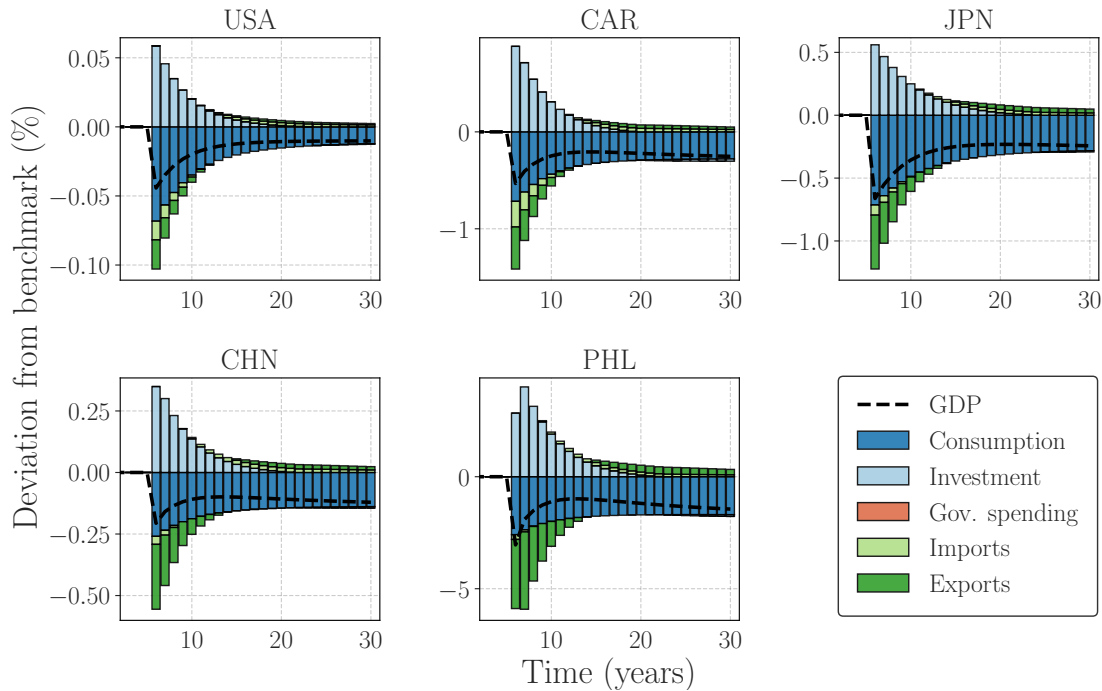 USA
CAR
JPN
0.05
0.00
−0.05
−0.10
10
20
30
0
−1
10
20
30
0.5
0.0
−0.5
−1.0
10
20
30
Deviation from benchmark (%)
CHN
PHL
0.25
0.00
−0.25
−0.50
10
20
30
0
−5
10
20
30
GDP
Consumption
Investment
Gov. spending
Imports
Exports
Time (years)